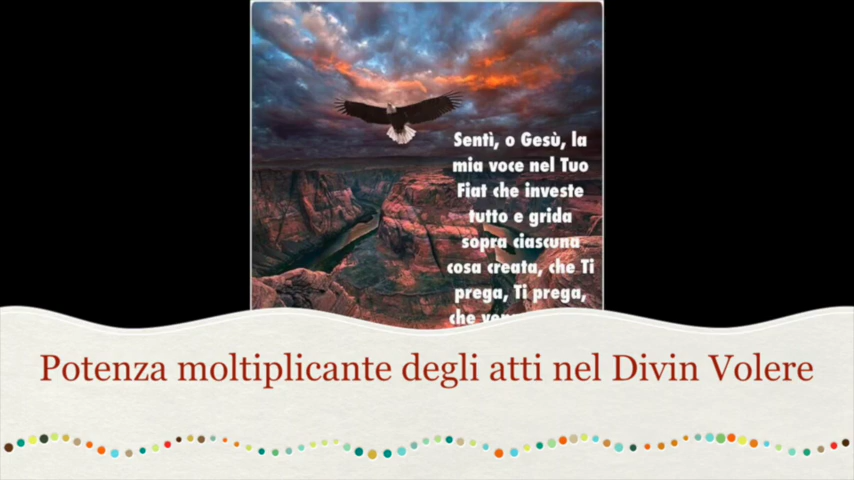 Sentì, o Gesù, la
mia voce nel Tuo
Fiat che investe
tutto e grida
sopra ciascuna
cosa creata, che Ti
prega, Ti prega,
che
Potenza moltiplicante degli atti nel Divin Volere